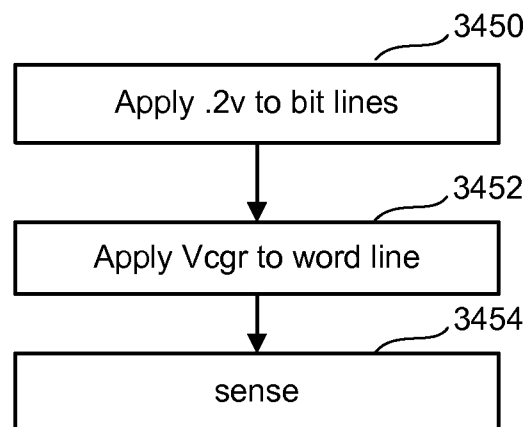 3450
Apply .2v to bit lines
3452
Apply Vcgr to word line
3454
sense